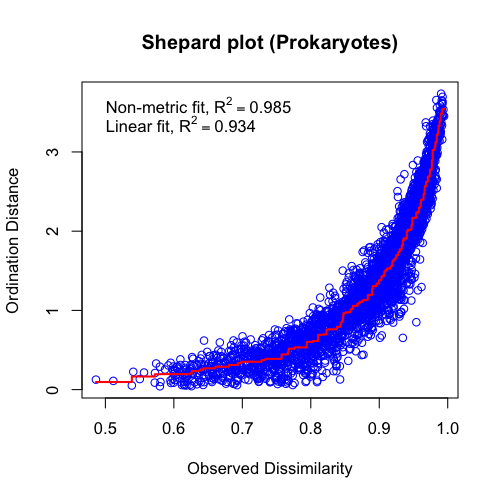 Shepard plot (Prokaryotes)
Non-metric fit, R² = 0.985
Linear fit, R² = 0.934
Ordination Distance
3
2
1
0
0.5 0.6 0.7 0.8 0.9 1.0
Observed Dissimilarity